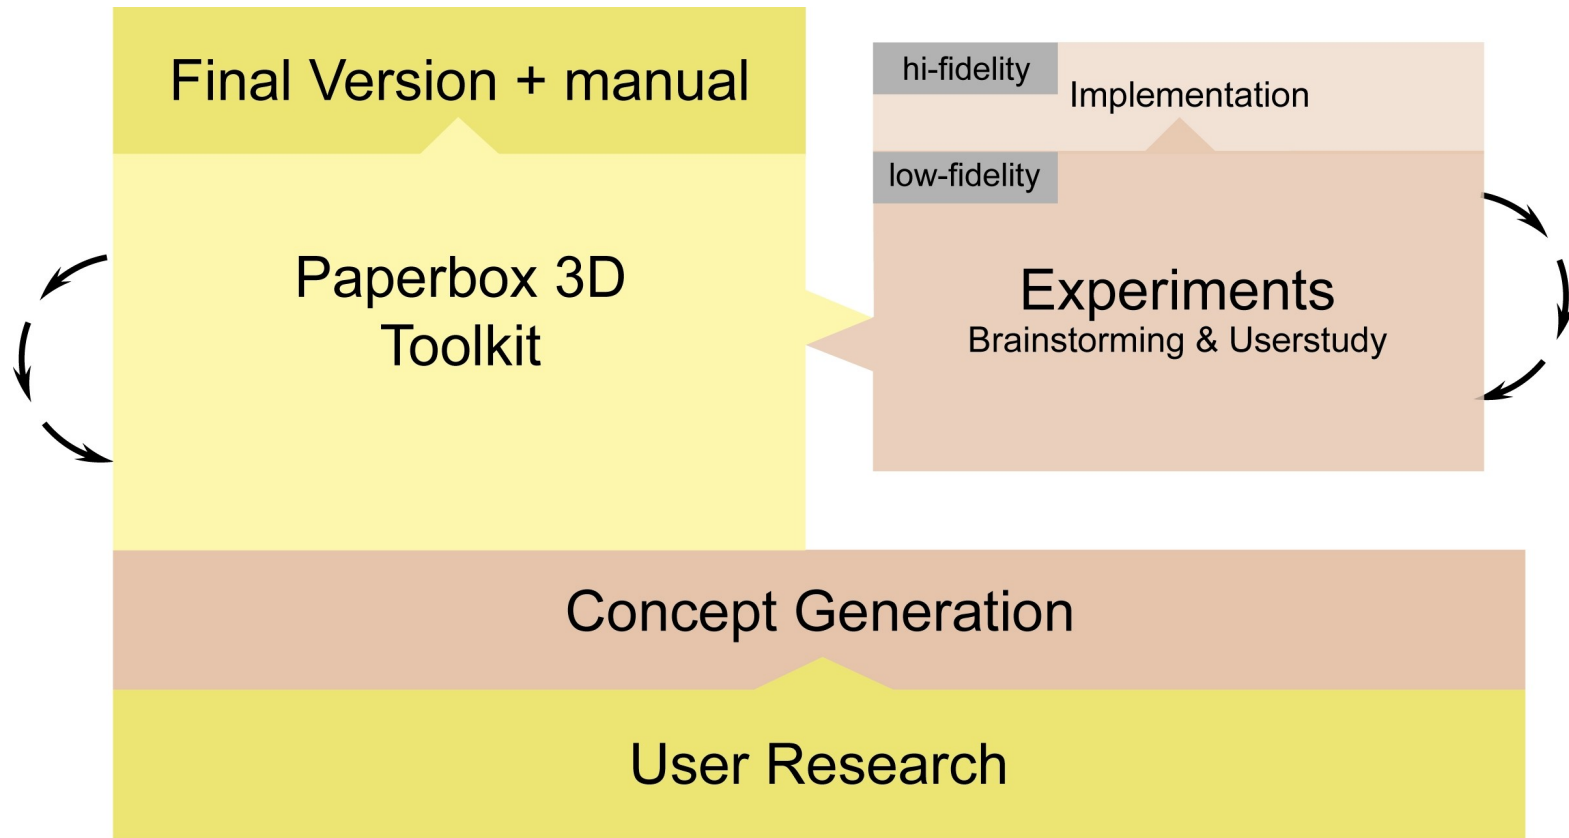 Final Version + manual
Paperbox 3D
Toolkit
hi-fidelity
Implementation
low-fidelity
Experiments
Brainstorming & Userstudy
Concept Generation
User Research